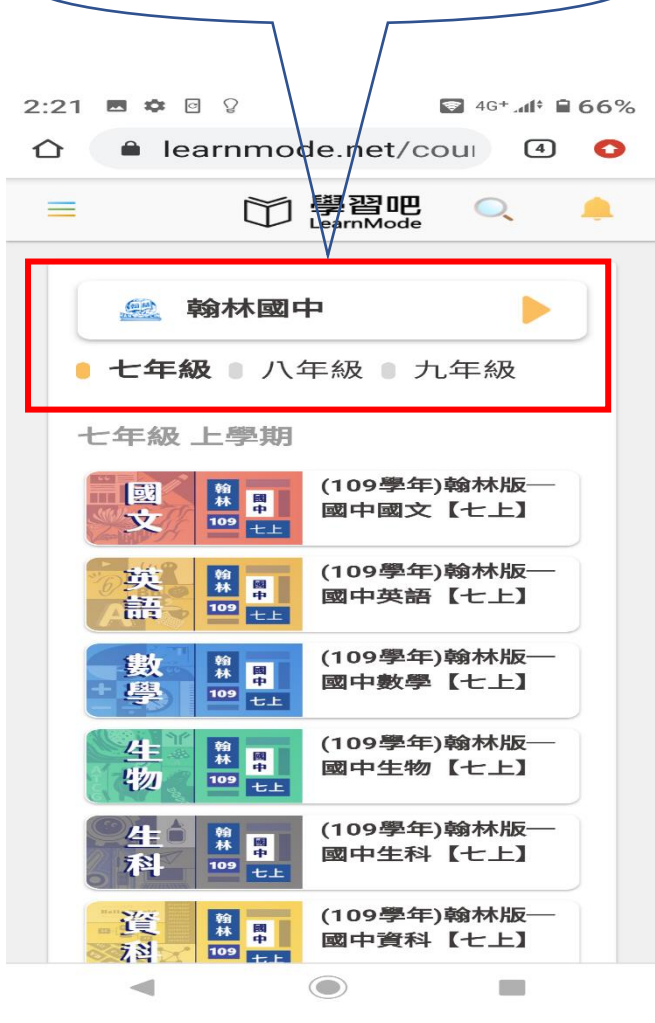 2:21
4G+
66%
learnmode.net/cou
4
學習吧
LearnMode
翰林國中
七年級
八年級
九年級
七年級 上學期
國文
翰林
109
國中
七上
(109學年)翰林版—
國中國文【七上】
英語
翰林
109
國中
七上
(109學年)翰林版—
國中英語【七上】
數學
翰林
109
國中
七上
(109學年)翰林版—
國中數學【七上】
生物
翰林
109
國中
七上
(109學年)翰林版—
國中生物【七上】
生科
翰林
109
國中
七上
(109學年)翰林版—
國中生科【七上】
資科
翰林
109
國中
七上
(109學年)翰林版—
國中資科【七上】